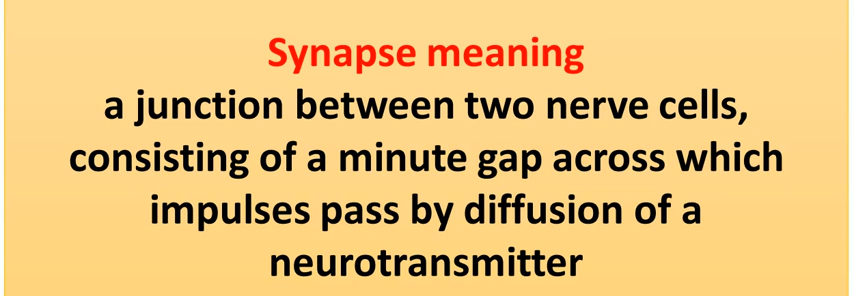 Synapse meaning
a junction between two nerve cells,
consisting of a minute gap across which
impulses pass by diffusion of a
neurotransmitter